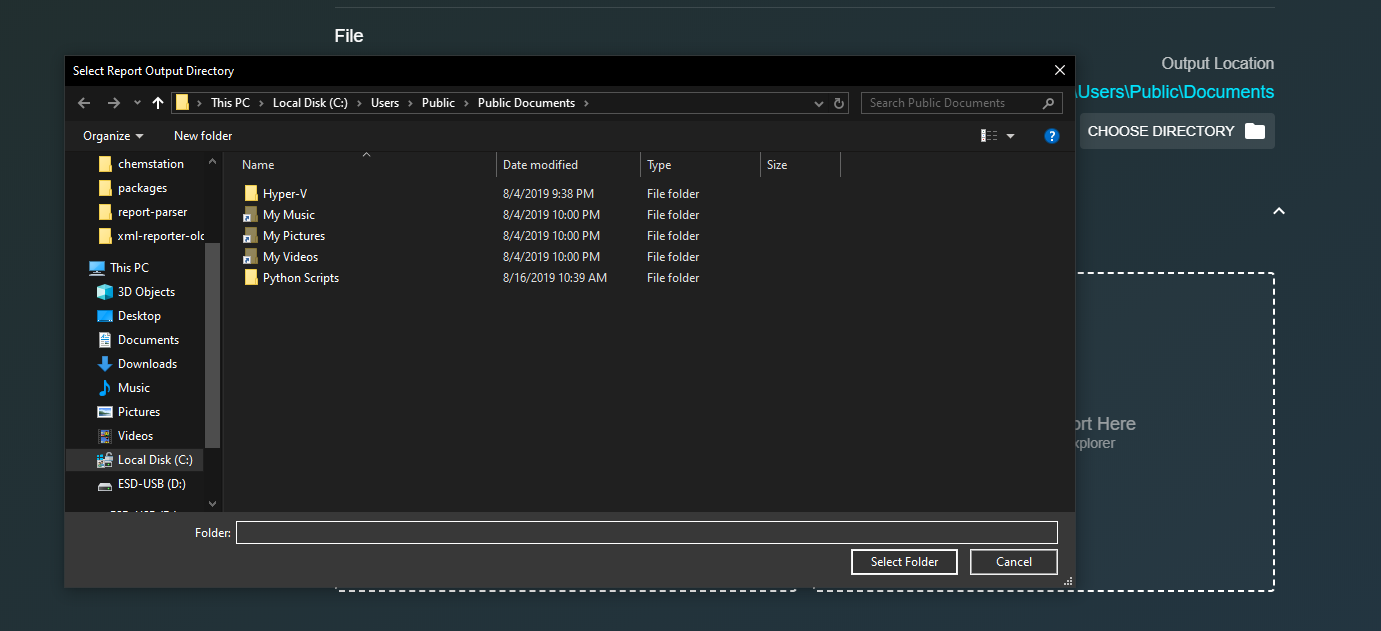 File
Output Location
\Users\Public\Documents
CHOOSE DIRECTORY
Select Report Output Directory
This PC > Local Disk (C:) > Users > Public > Public Documents >
Search Public Documents
Organize
New folder
?
chemstation
packages
report-parser
xml-reporter-old
This PC
3D Objects
Desktop
Documents
Downloads
Music
Pictures
Videos
Local Disk (C:)
ESD-USB (D:)
Name Date modified Type Size
Hyper-V 8/4/2019 9:38 PM File folder
My Music 8/4/2019 10:00 PM File folder
My Pictures 8/4/2019 10:00 PM File folder
My Videos 8/4/2019 10:00 PM File folder
Python Scripts 8/16/2019 10:39 AM File folder
Folder:
Select Folder
Cancel
ort Here
xplorer